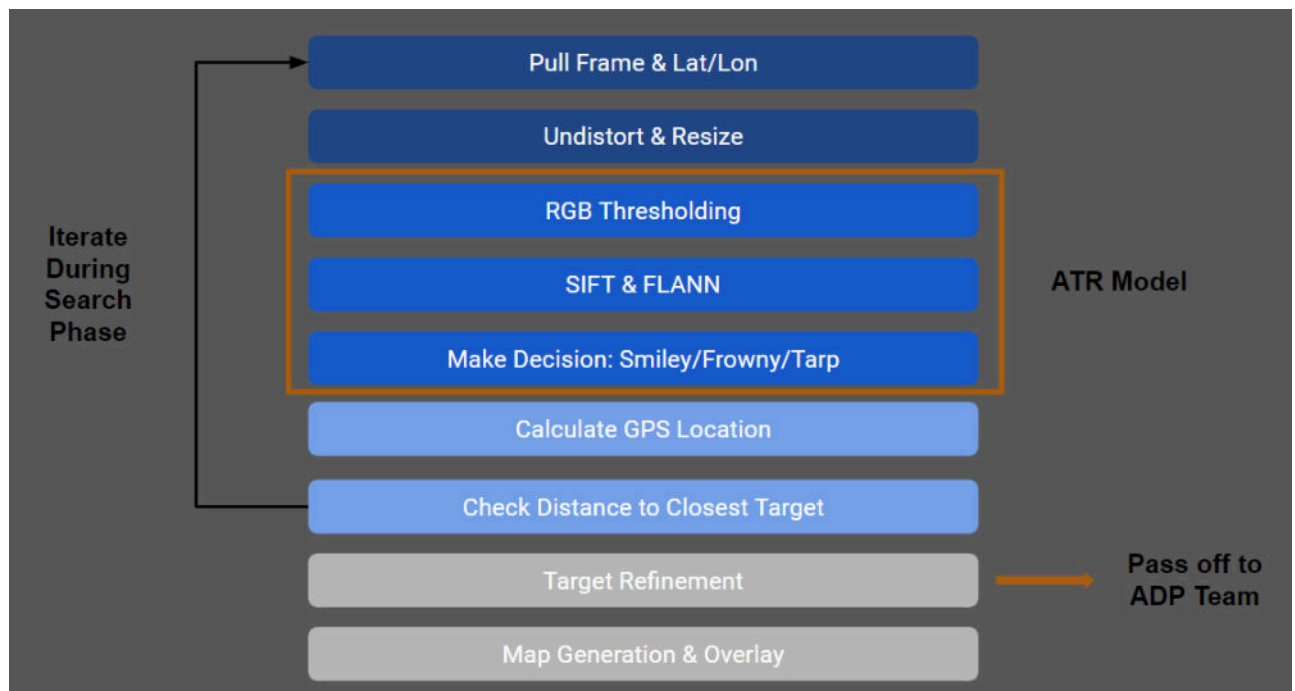 Pull Frame & Lat/Lon
Undistort & Resize
RGB Thresholding
Iterate
During
Search
Phase
SIFT & FLANN
ATR Model
Make Decision: Smiley/Frowny/Tarp
Calculate GPS Location
Check Distance to Closest Target
Target Refinement
Pass off to
ADP Team
Map Generation & Overlay